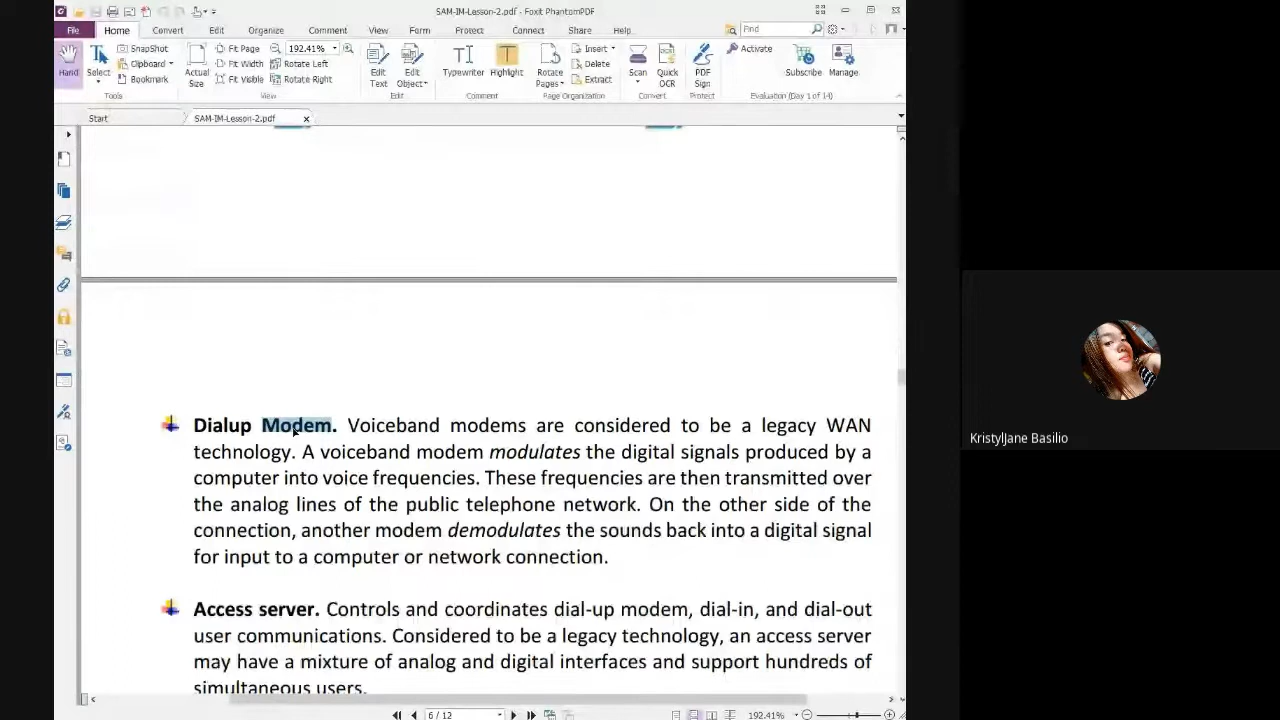 SAM-IM-Lesson-2.pdf - Foxit PhantomPDF
File Home Convert Edit Organize Comment View Form Protect Connect Share Help Find
Hand
Select
SnapShot
Clipboard
Bookmark
Tools
Actual Size
Fit Page
Fit Width
Fit Visible
192.41%
Rotate Left
Rotate Right
View
Edit Text
Edit Object
Edit
Typewriter
Highlight
Comment
Rotate Pages
Insert
Delete
Extract
Page Organization
Scan
Quick OCR
Convert
PDF Sign
Protect
Activate
Subscribe
Manage
Evaluation (Day 1 of 14)
Start SAM-IM-Lesson-2.pdf
Dialup Modem. Voiceband modems are considered to be a legacy WAN
technology. A voiceband modem modulates the digital signals produced by a
computer into voice frequencies. These frequencies are then transmitted over
the analog lines of the public telephone network. On the other side of the
connection, another modem demodulates the sounds back into a digital signal
for input to a computer or network connection.
Access server. Controls and coordinates dial-up modem, dial-in, and dial-out
user communications. Considered to be a legacy technology, an access server
may have a mixture of analog and digital interfaces and support hundreds of
simultaneous users.
6 / 12
192.41%
KristylJane Basilio